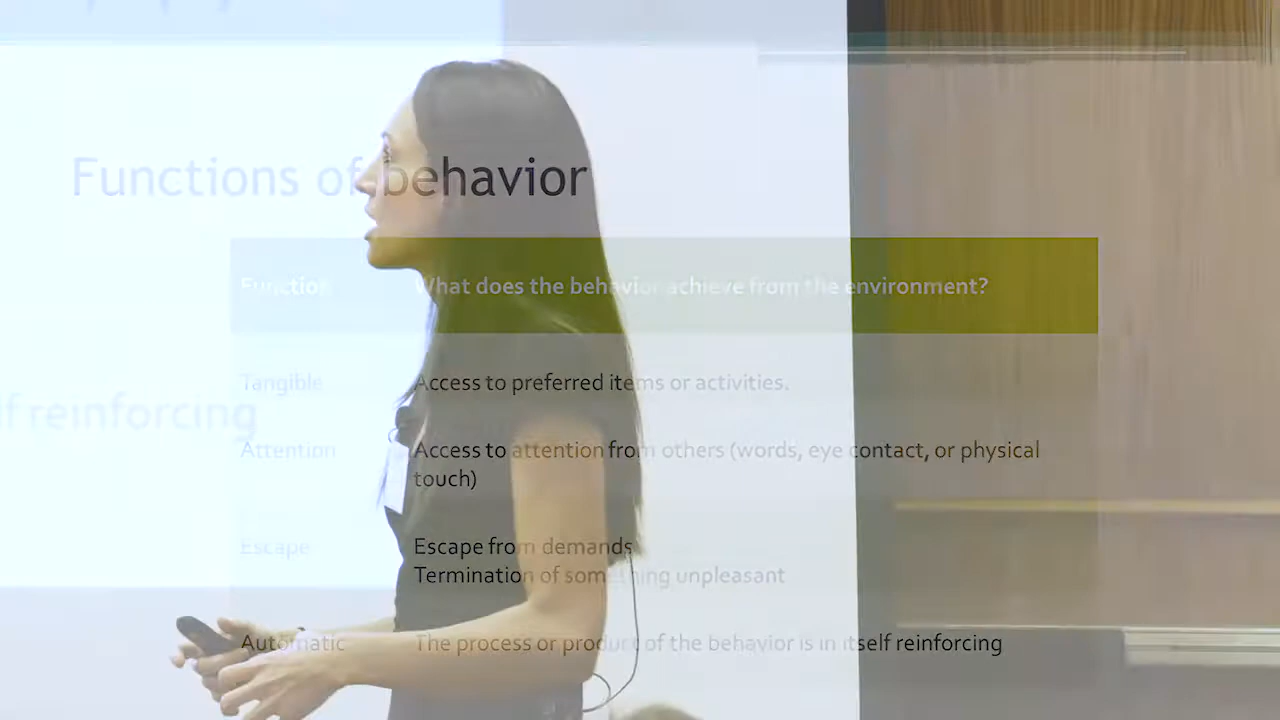 Functions of behavior
Function What does the behavior achieve from the environment?
Tangible Access to preferred items or activities.
Attention Access to attention from others (words, eye contact, or physical
touch)
Escape Escape from demands
Termination of something unpleasant
Automatic The process or product of the behavior is in itself reinforcing
lf reinforcing